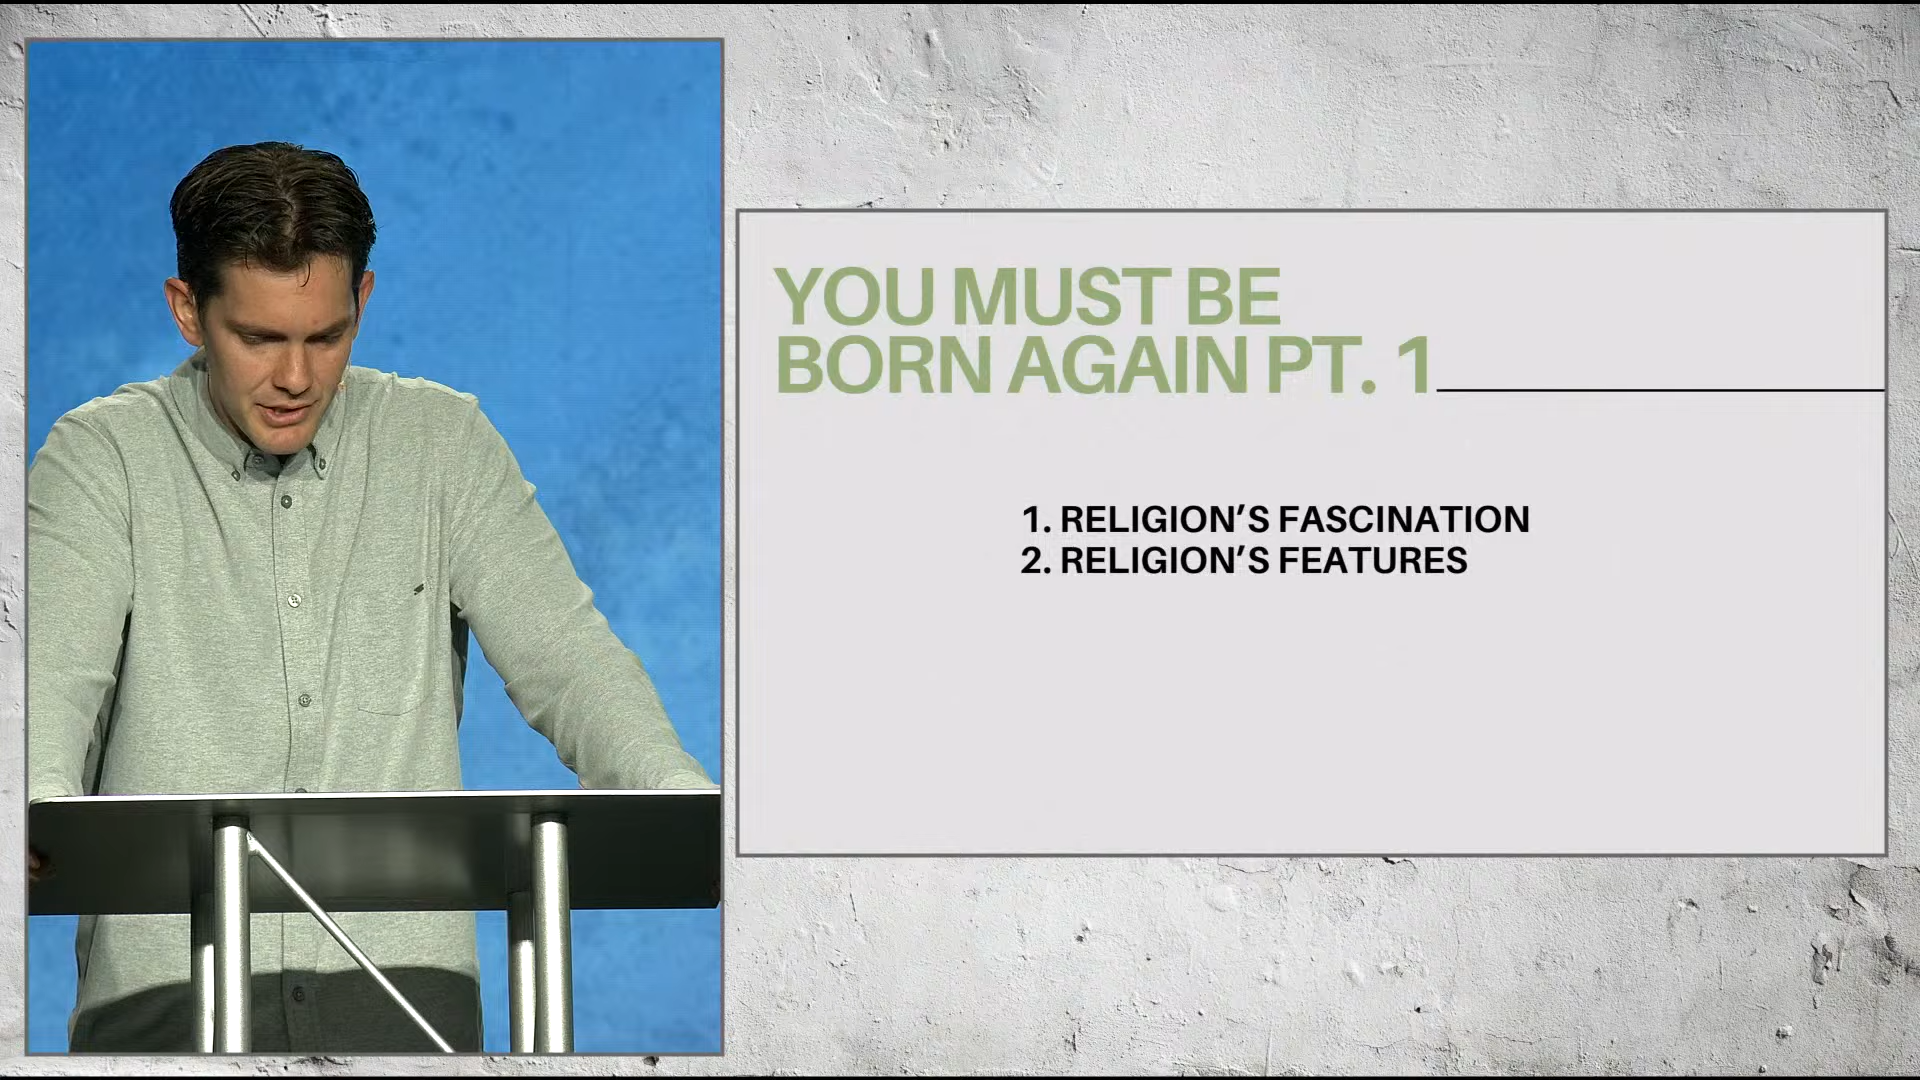 YOU MUST BE
BORN AGAIN PT. 1
1. RELIGION’S FASCINATION
2. RELIGION’S FEATURES